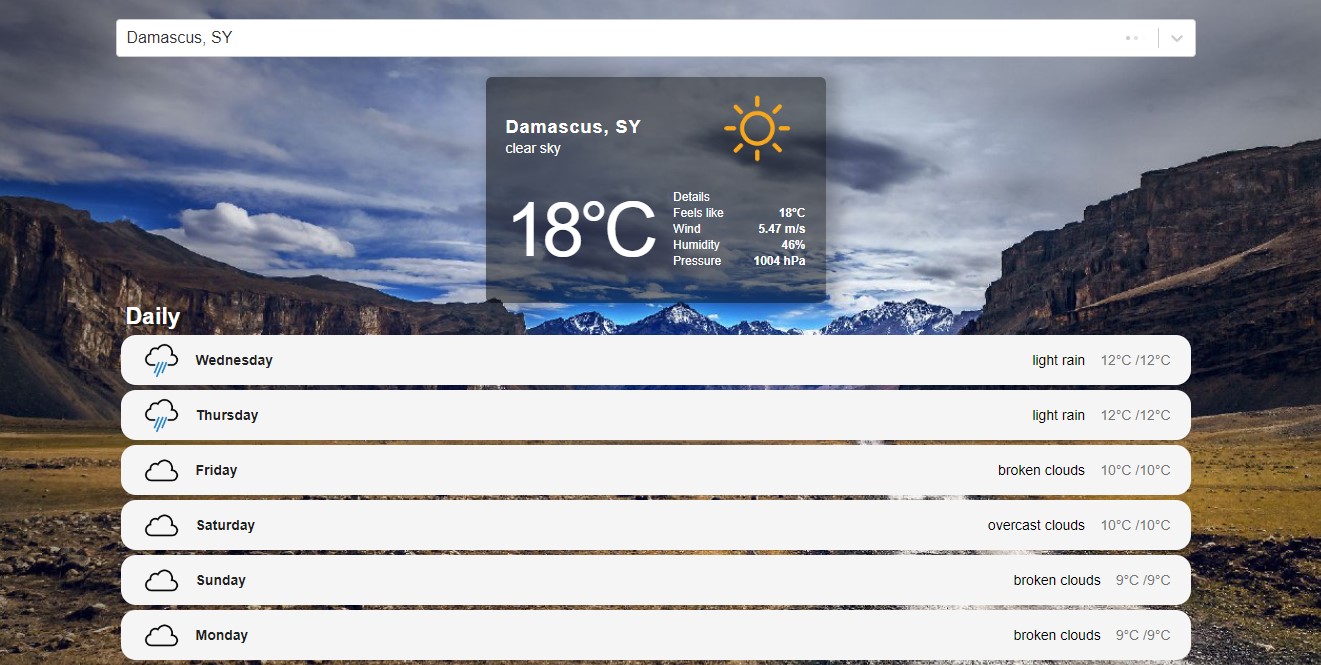 Damascus, SY
Damascus, SY
clear sky
18°C
Details
Feels like 18°C
Wind 5.47 m/s
Humidity 46%
Pressure 1004 hPa
Daily
Wednesday light rain 12°C /12°C
Thursday light rain 12°C /12°C
Friday broken clouds 10°C /10°C
Saturday overcast clouds 10°C /10°C
Sunday broken clouds 9°C /9°C
Monday broken clouds 9°C /9°C